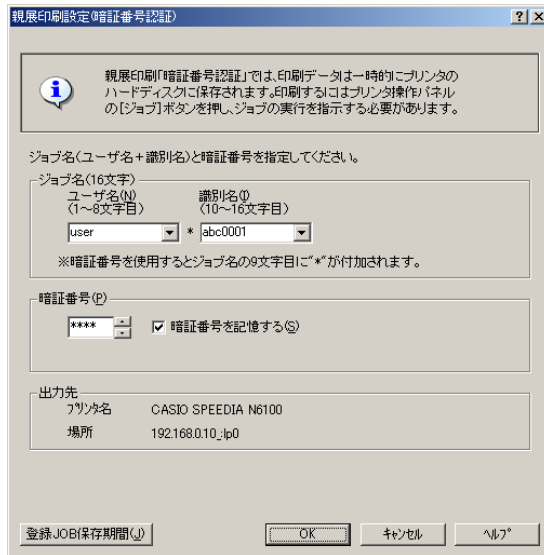 親展印刷設定(暗証番号認証)
親展印刷「暗証番号認証」では、印刷データは一時的にプリンタの
ハードディスクに保存されます。印刷するにはプリンタ操作パネル
の[ジョブ]ボタンを押し、ジョブの実行を指示する必要があります。
ジョブ名(ユーザ名+識別名)と暗証番号を指定してください。
ジョブ名(16文字)
ユーザ名(N) 識別名(I)
(1~8文字目) (10~16文字目)
user * abc0001
※暗証番号を使用するとジョブ名の9文字目に"*"が付加されます。
暗証番号(P)
**** 暗証番号を記憶する(S)
出力先
プリンタ名 CASIO SPEEDIA N6100
場所 192.168.0.10_:lp0
登録JOB保存期間(J) OK キャンセル ヘルプ